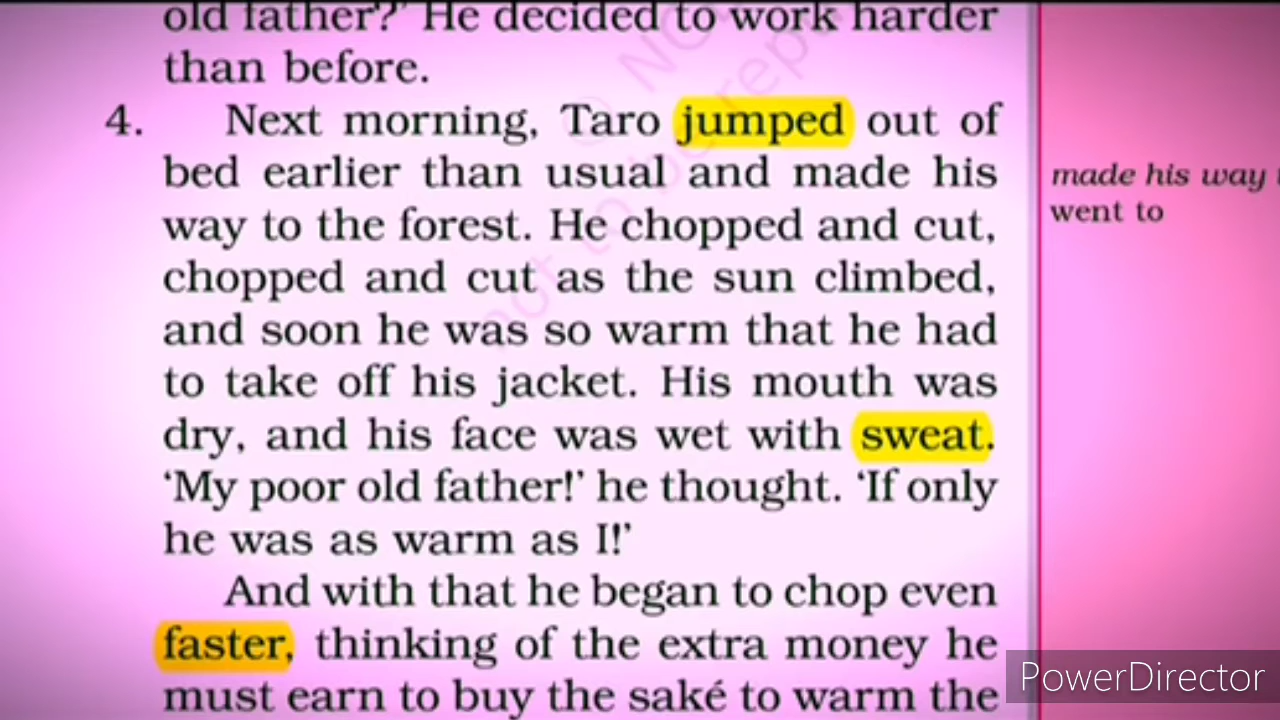 old father?' He decided to work harder
than before.
4. Next morning, Taro jumped out of
bed earlier than usual and made his
way to the forest. He chopped and cut,
chopped and cut as the sun climbed,
and soon he was so warm that he had
to take off his jacket. His mouth was
dry, and his face was wet with sweat.
‘My poor old father!’ he thought. ‘If only
he was as warm as I!’
And with that he began to chop even
faster, thinking of the extra money he
must earn to buy the saké to warm the
made his way
went to
PowerDirector